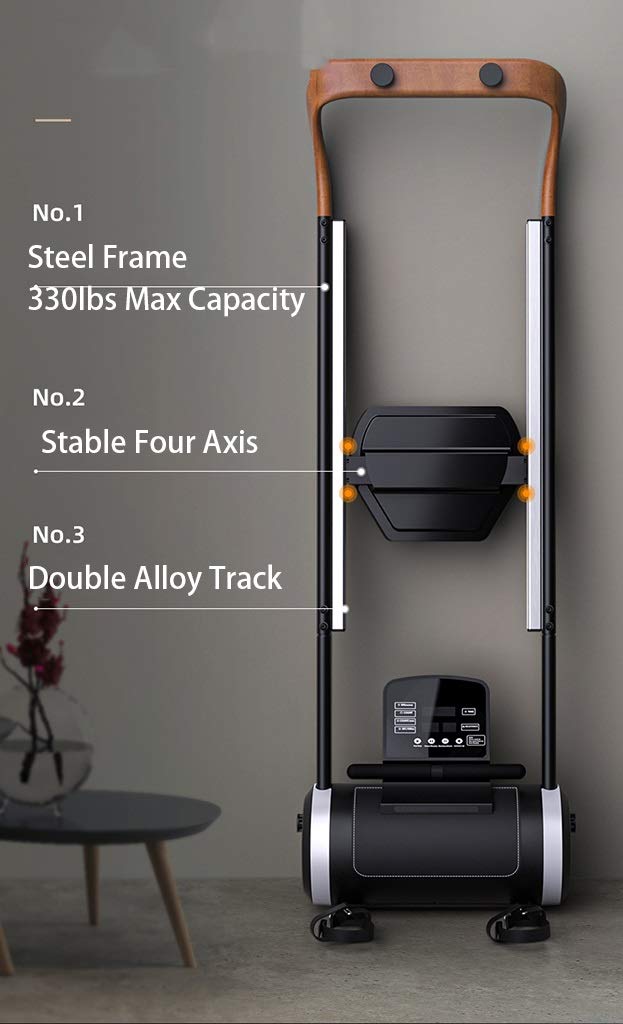 No.1
Steel Frame
330lbs Max Capacity
No.2
Stable Four Axis
No.3
Double Alloy Track